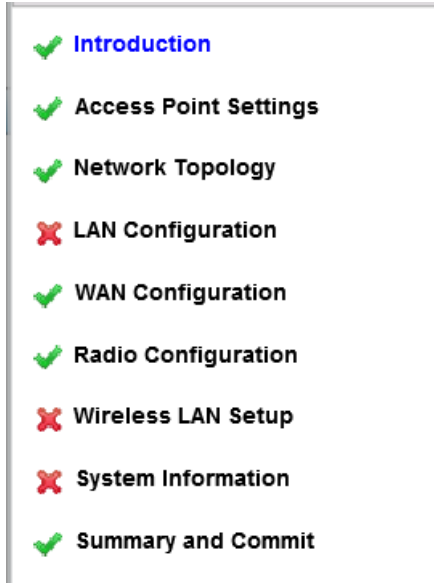 Introduction
Access Point Settings
Network Topology
LAN Configuration
WAN Configuration
Radio Configuration
Wireless LAN Setup
System Information
Summary and Commit